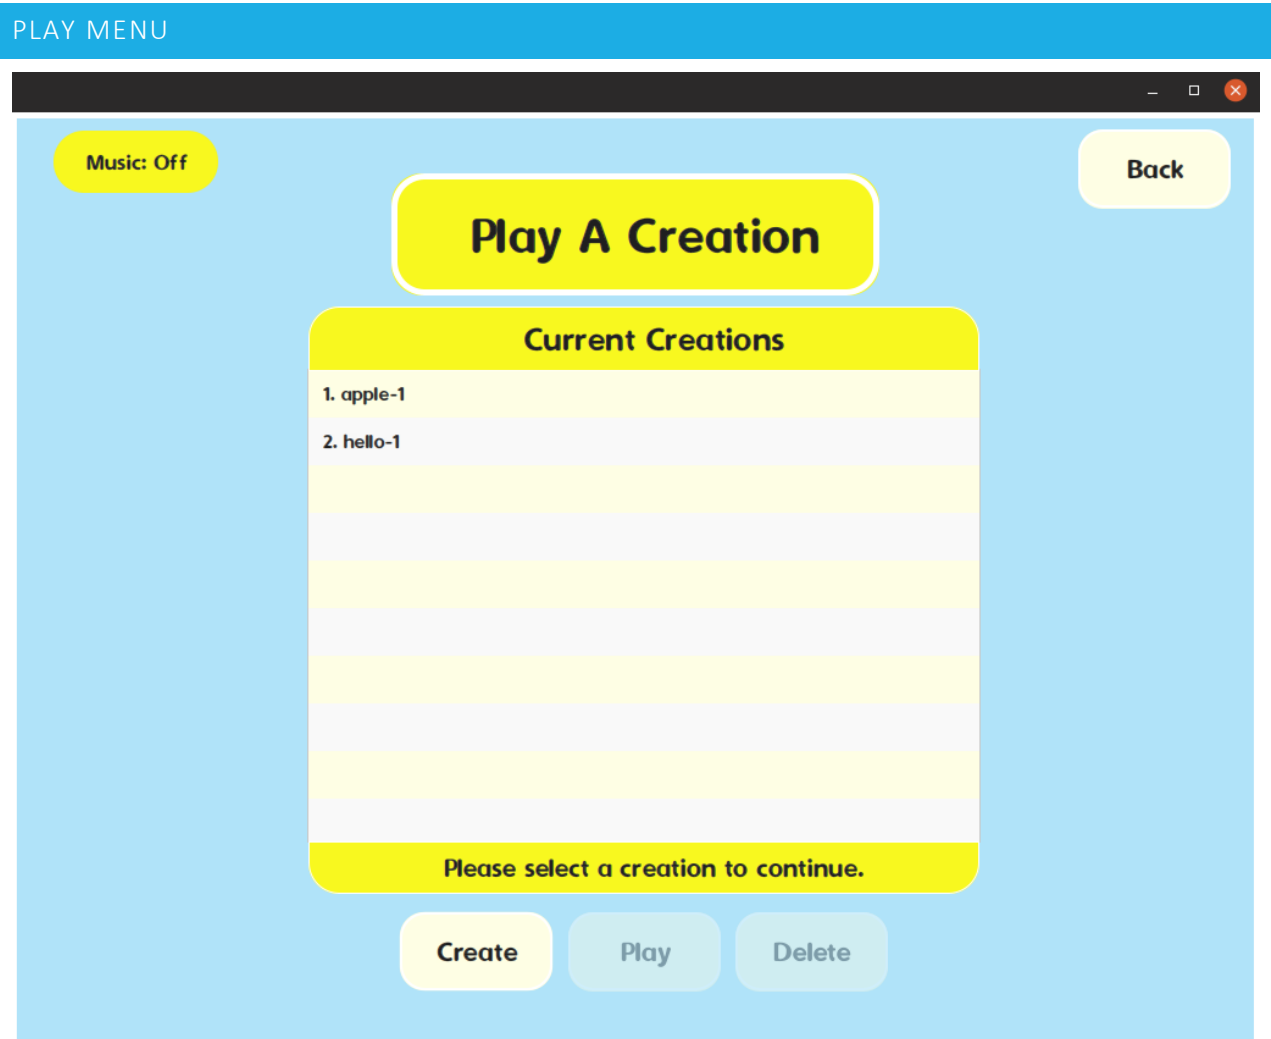 PLAY MENU
Music: Off
Back
Play A Creation
Current Creations
1. apple-1
2. hello-1
Please select a creation to continue.
Create
Play
Delete